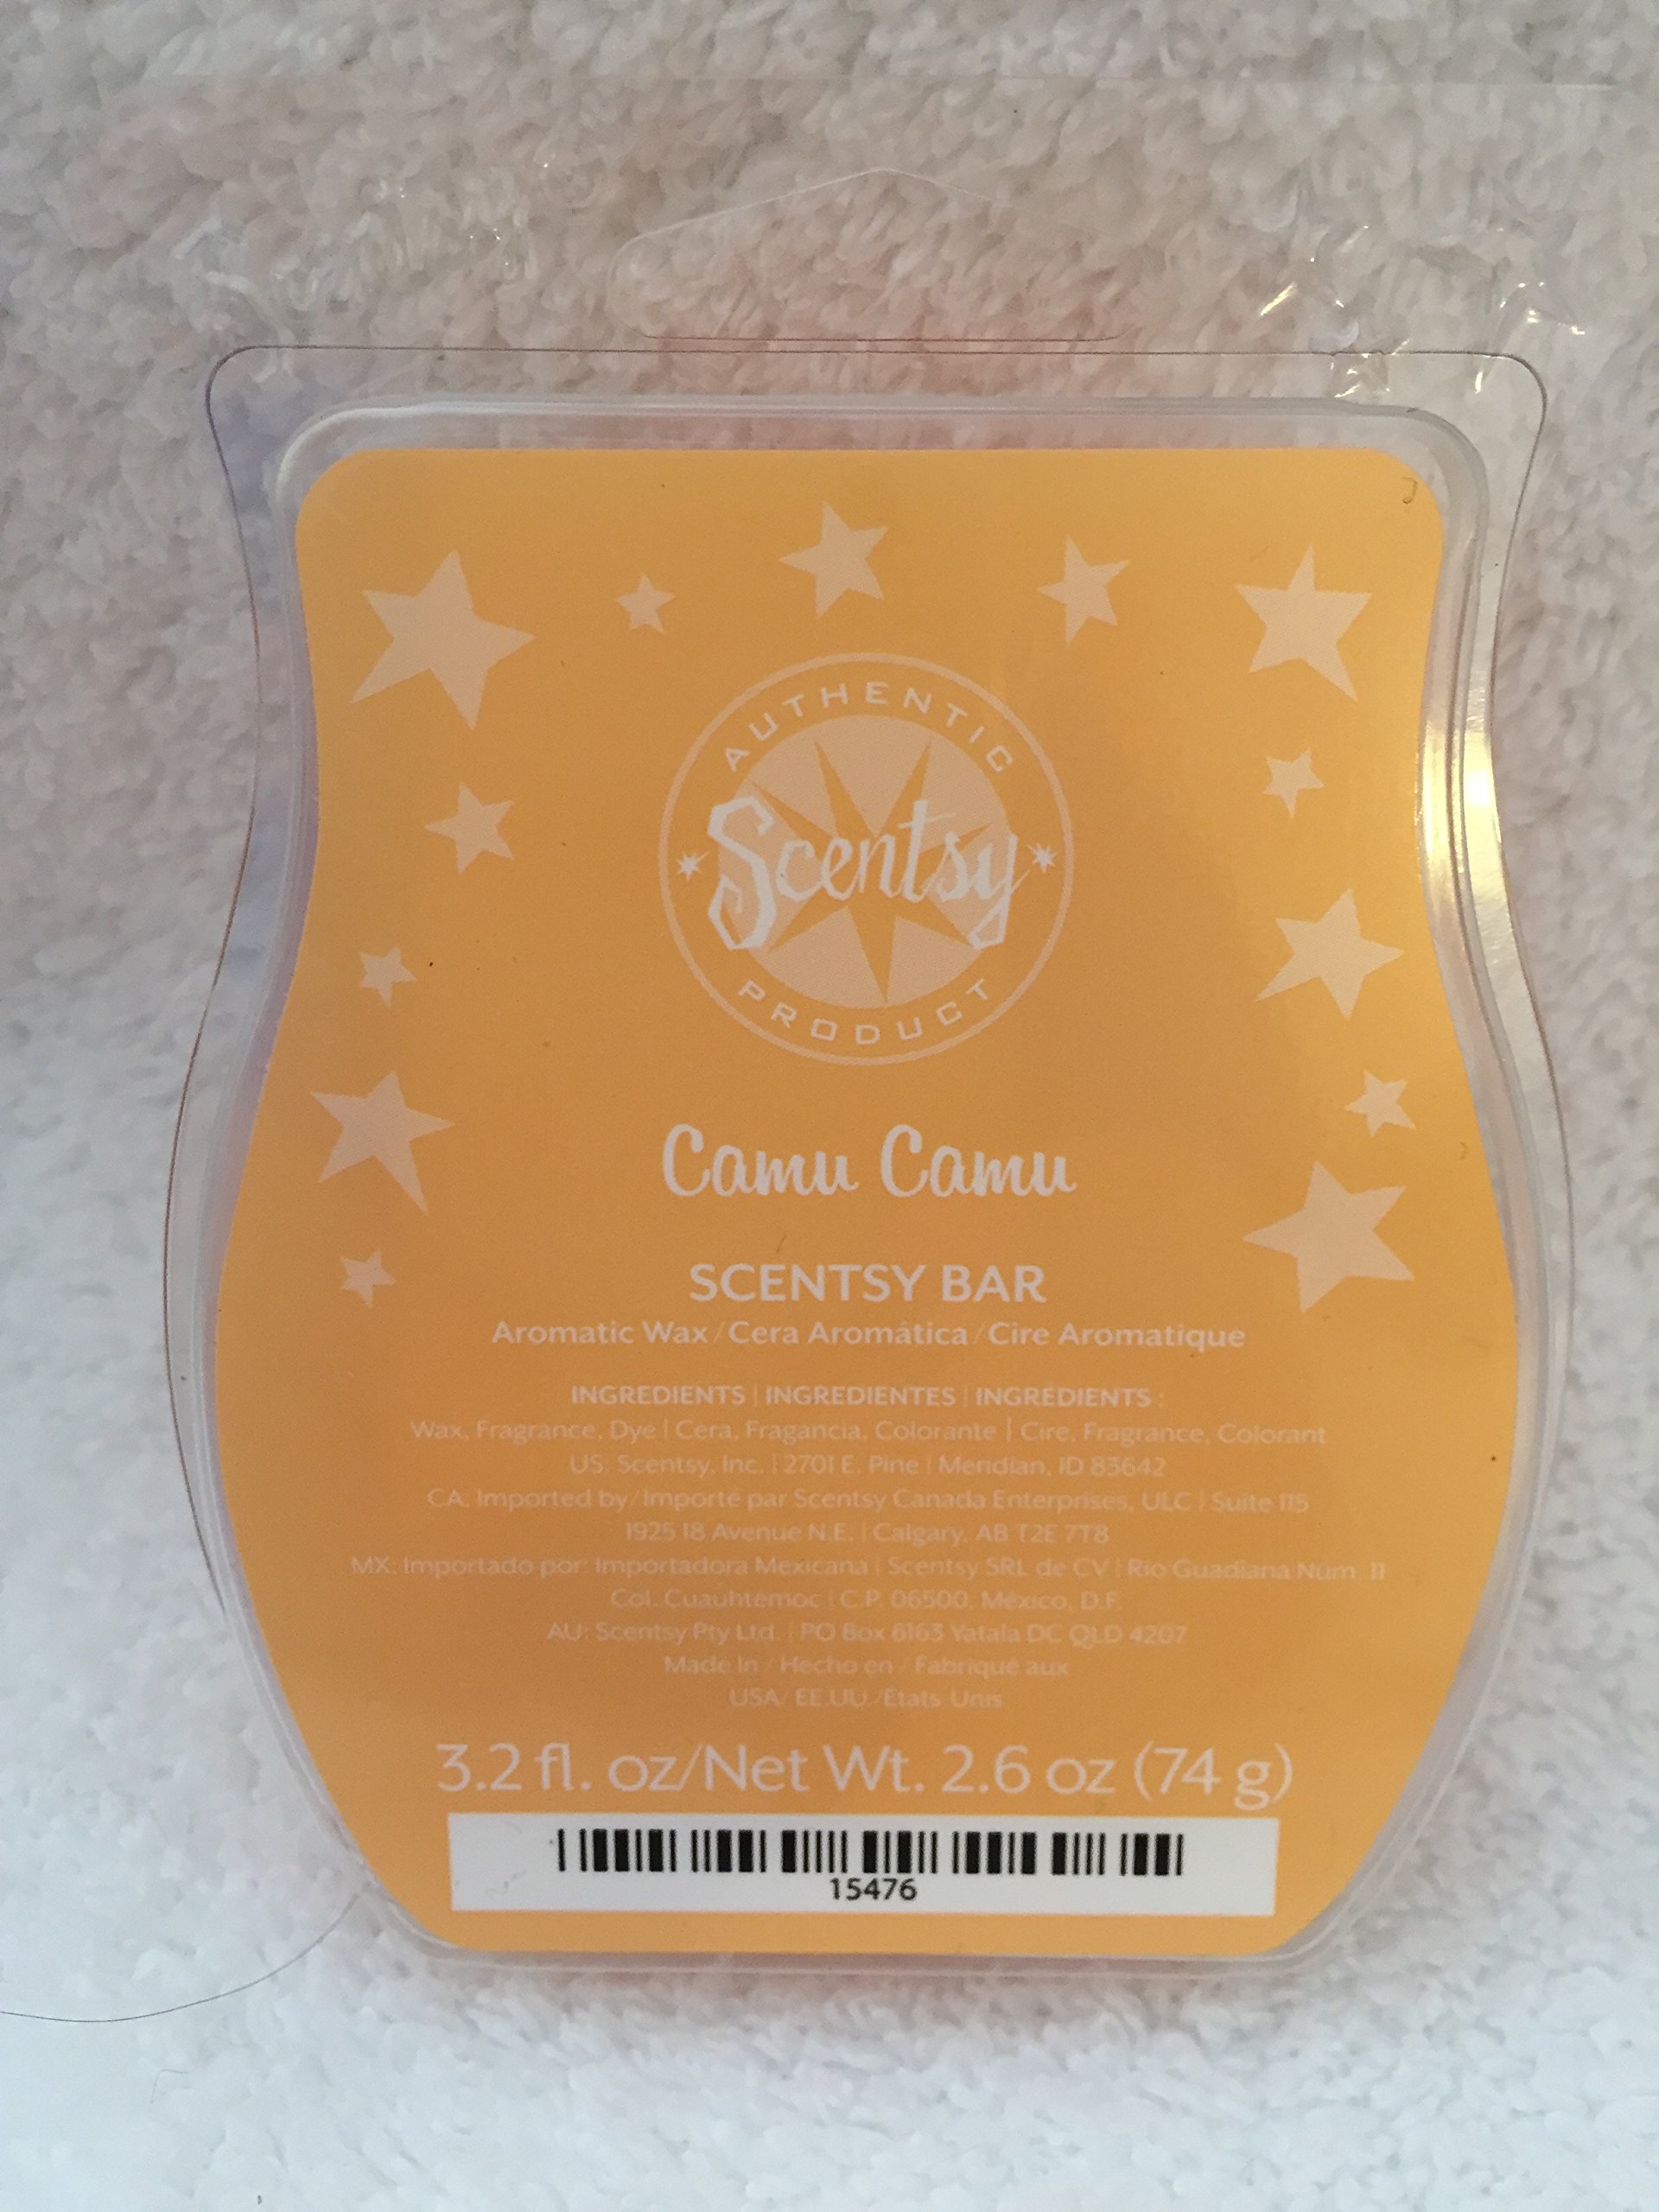 AUTHENTIC
Scentsy
PRODUCT
Camu Camu
SCENTSY BAR
Aromatic Wax/Cera Aromática/Cire Aromatique
INGREDIENTS | INGREDIENTES | INGRÉDIENTS :
Wax, Fragrance, Dye | Cera, Fragancia, Colorante | Cire, Fragrance, Colorant
US: Scentsy, Inc. | 2701 E. Pine | Meridian, ID 83642
CA: Imported by/Importé par Scentsy Canada Enterprises, ULC | Suite 115
1925 18 Avenue N.E. | Calgary, AB T2E 7T8
MX: Importado por: Importadora Mexicana | Scentsy SRL de CV | Rio Guadiana Num. 11
Col. Cuauhtemoc | C.P. 06500, México, D.F.
AU: Scentsy Pty Ltd. | PO Box 6163 Yatala DC QLD 4207
Made In / Hecho en / Fabriqué aux
USA/ EE.UU./États-Unis
3.2 fl. oz/Net Wt. 2.6 oz (74 g)
15476